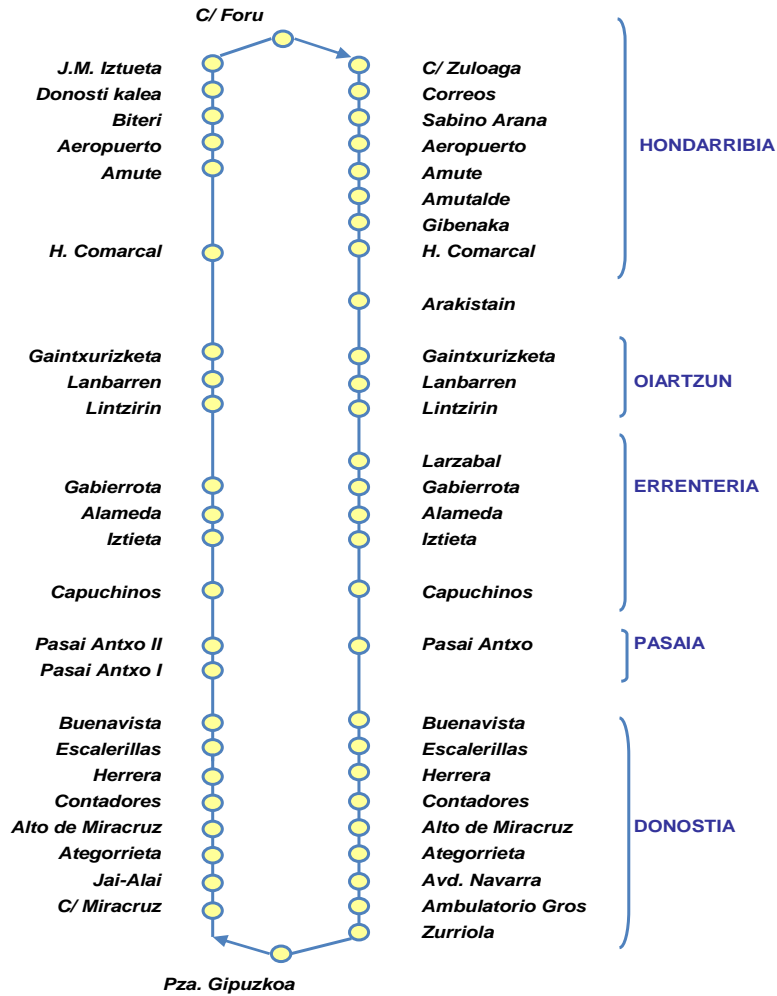 C/ Foru
J.M. Iztueta
Donosti kalea
Biteri
Aeropuerto
Amute
H. Comarcal
Gaintxurizketa
Lanbarren
Lintzirin
Gabierrota
Alameda
Iztieta
Capuchinos
Pasai Antxo II
Pasai Antxo I
Buenavista
Escalerillas
Herrera
Contadores
Alto de Miracruz
Ategorrieta
Jai-Alai
C/ Miracruz
Pza. Gipuzkoa
C/ Zuloaga
Correos
Sabino Arana
Aeropuerto
Amute
Amutalde
Gibenaka
H. Comarcal
Arakistain
Gaintxurizketa
Lanbarren
Lintzirin
Larzabal
Gabierrota
Alameda
Iztieta
Capuchinos
Pasai Antxo
Buenavista
Escalerillas
Herrera
Contadores
Alto de Miracruz
Ategorrieta
Avd. Navarra
Ambulatorio Gros
Zurriola
HONDARRIBIA
OIARTZUN
ERRENTERIA
PASAIA
DONOSTIA